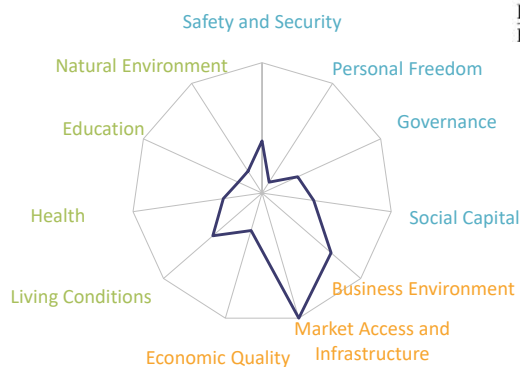 Safety and Security
Natural Environment
Personal Freedom
Education
Governance
Health
Social Capital
Living Conditions
Business Environment
Market Access and
Infrastructure
Economic Quality